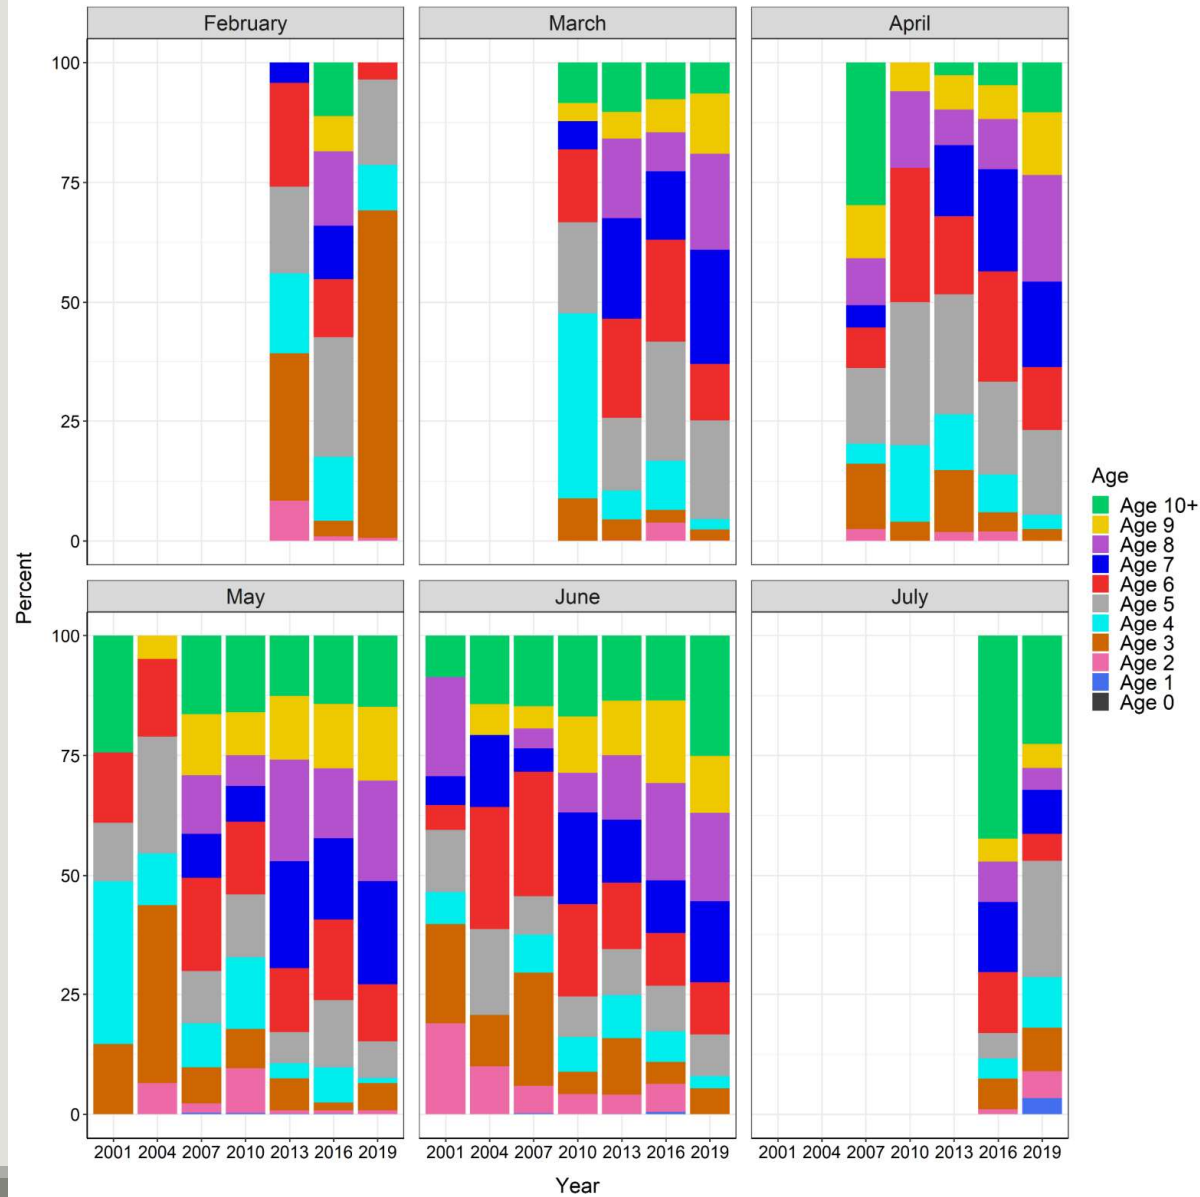 February March April
100
75
50
25
0
Percent
May June July
100
75
50
25
0
2001 2004 2007 2010 2013 2016 2019 2001 2004 2007 2010 2013 2016 2019 2001 2004 2007 2010 2013 2016 2019
Year
Age
Age 10+
Age 9
Age 8
Age 7
Age 6
Age 5
Age 4
Age 3
Age 2
Age 1
Age 0